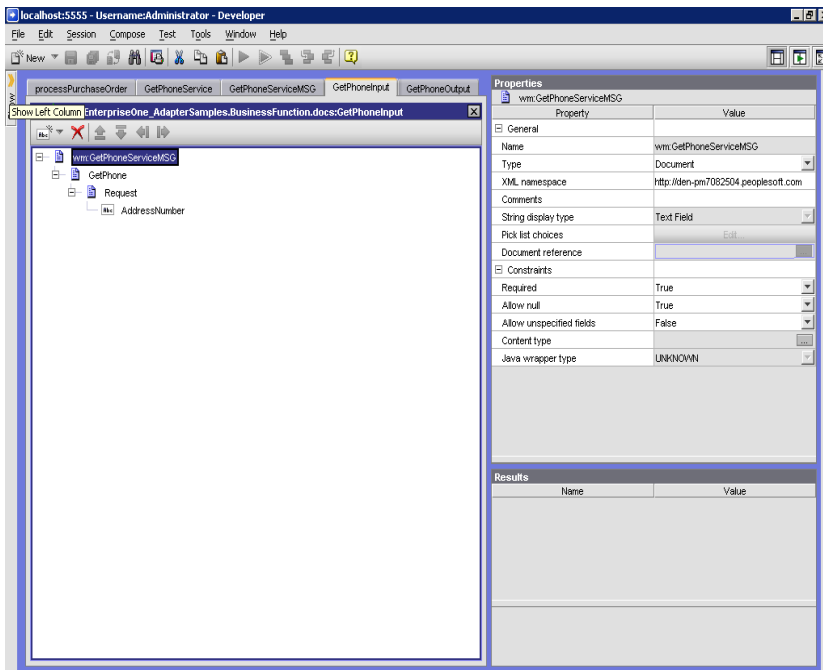 localhost:5555 - Username:Administrator - Developer
File Edit Session Compose Test Tools Window Help
New
processPurchaseOrder GetPhoneService GetPhoneServiceMSG GetPhoneInput GetPhoneOutput
Show Left Column EnterpriseOne_AdapterSamples.BusinessFunction.docs:GetPhoneInput
wm:GetPhoneServiceMSG
GetPhone
Request
Abc AddressNumber
Properties
wm:GetPhoneServiceMSG
Property Value
General
Name wm:GetPhoneServiceMSG
Type Document
XML namespace http://den-pm7082504.peoplesoft.com
Comments
String display type Text Field
Pick list choices Edit...
Document reference
Constraints
Required True
Allow null True
Allow unspecified fields False
Content type ...
Java wrapper type UNKNOWN
Results
Name Value